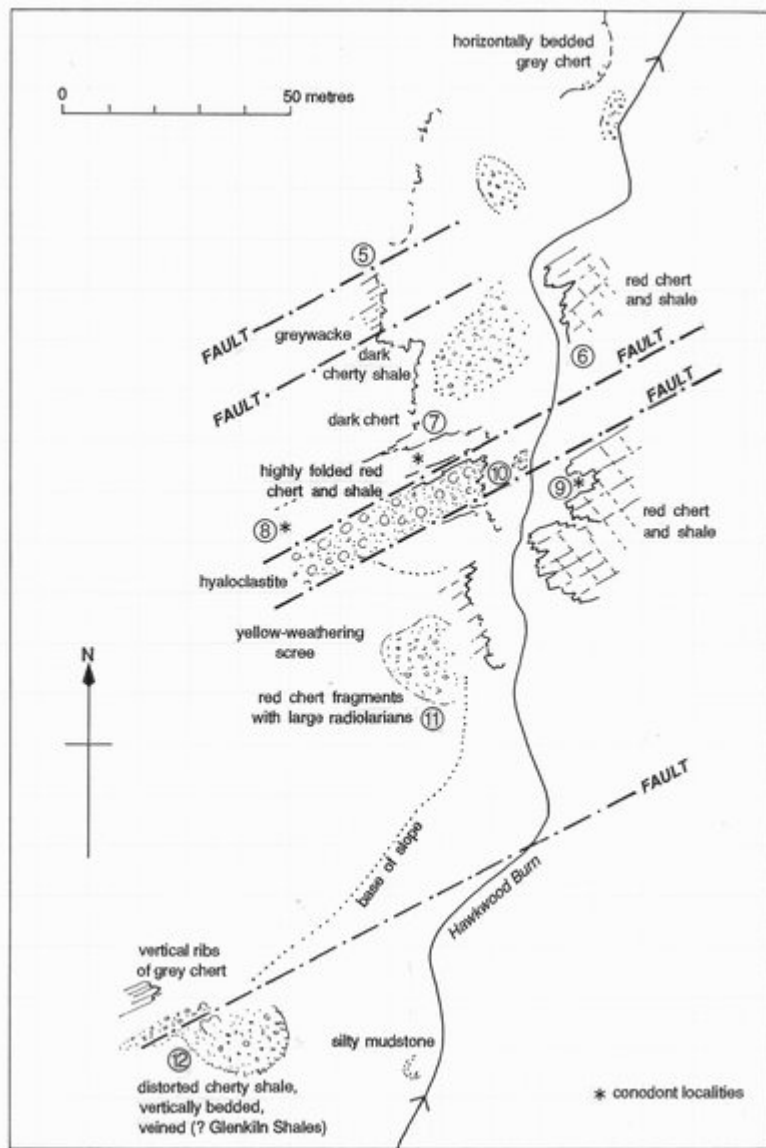 horizontally bedded
grey chert
0
50 metres
5
FAULT
greywacke
red chert
and shale
FAULT
dark
cherty shale
6
FAULT
dark chert
7
FAULT
highly folded red
chert and shale
*
10
9 *
8 *
red chert
and shale
hyaloclastite
yellow-weathering
scree
N
red chert fragments
with large radiolarians
11
FAULT
base of slope
Hawkwood Burn
vertical ribs
of grey chert
silty mudstone
12
distorted cherty shale,
vertically bedded,
veined (? Glenkiln Shales)
* conodont localities